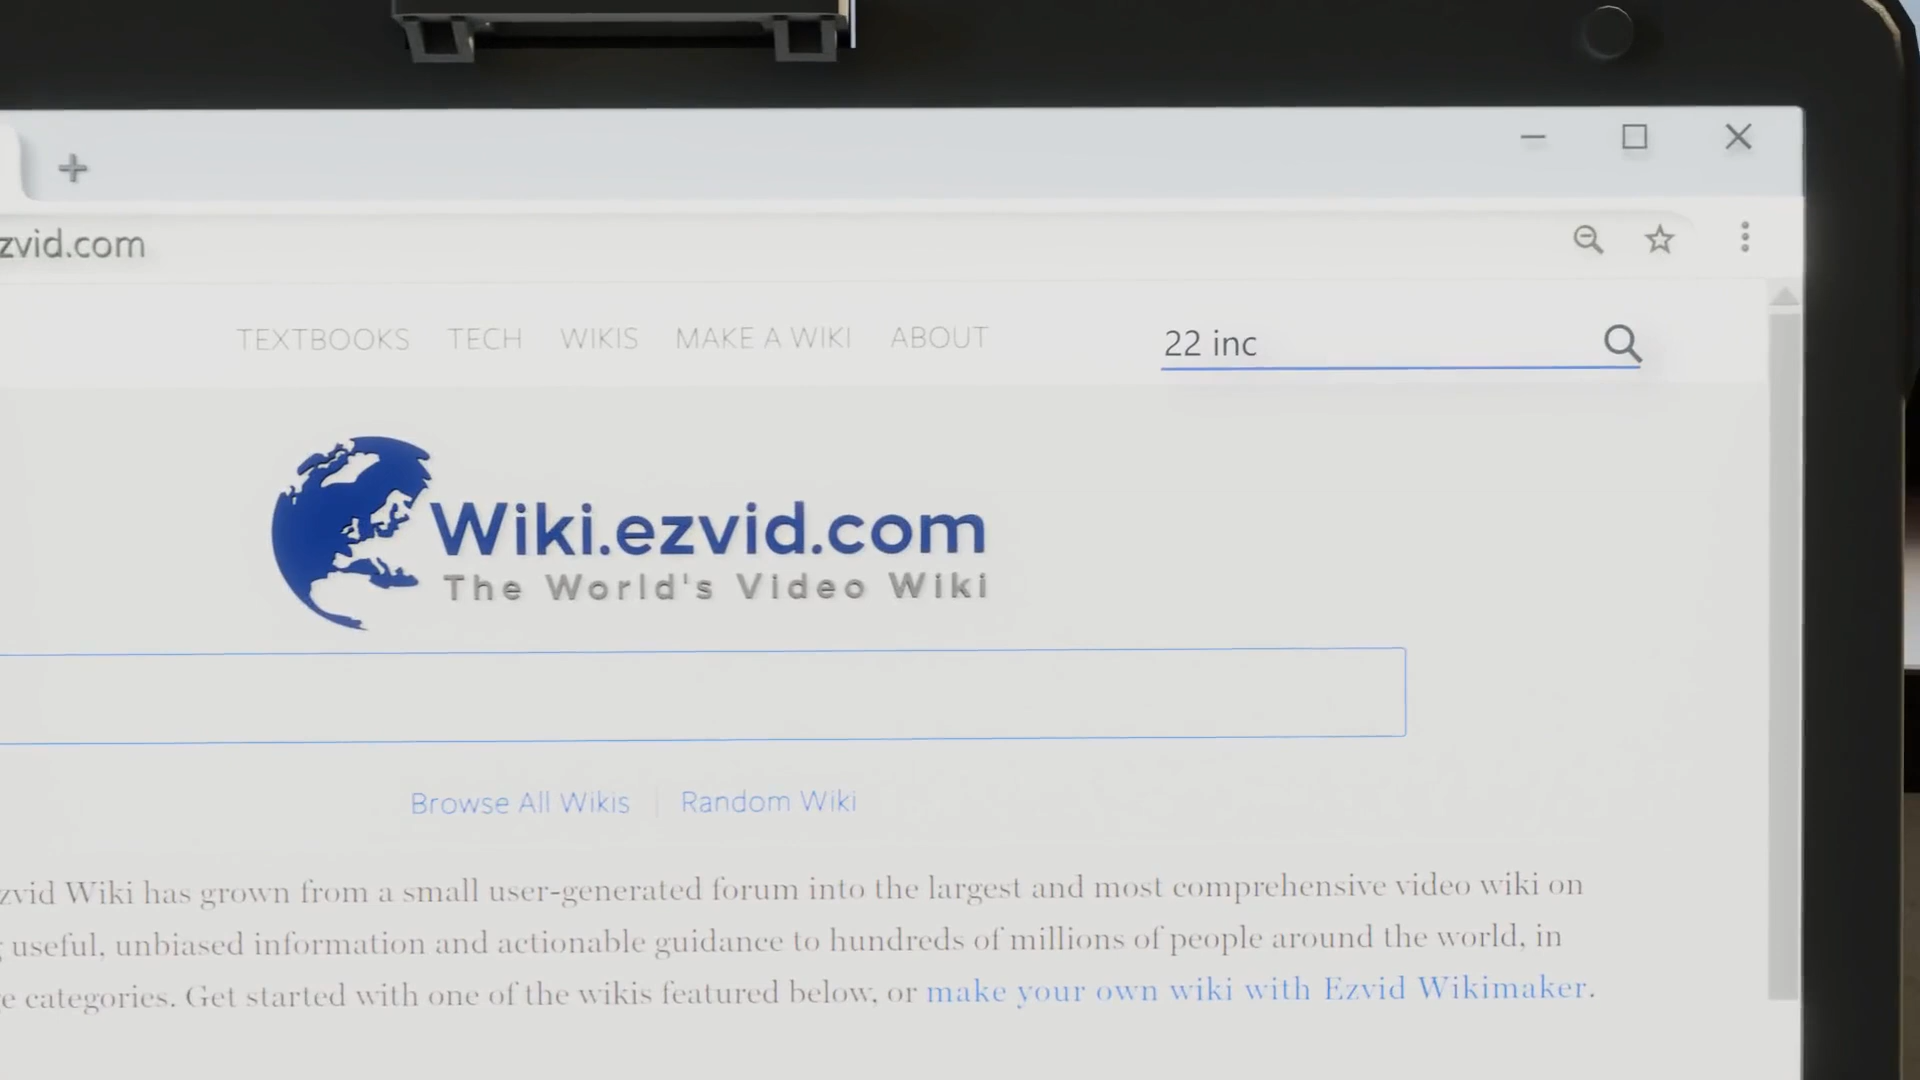 zvid.com
TEXTBOOKS TECH WIKIS MAKE A WIKI ABOUT
22 inc
Wiki.ezvid.com
The World's Video Wiki
Browse All Wikis Random Wiki
zvid Wiki has grown from a small user-generated forum into the largest and most comprehensive video wiki on
useful, unbiased information and actionable guidance to hundreds of millions of people around the world, in
e categories. Get started with one of the wikis featured below, or make your own wiki with Ezvid Wikimaker.